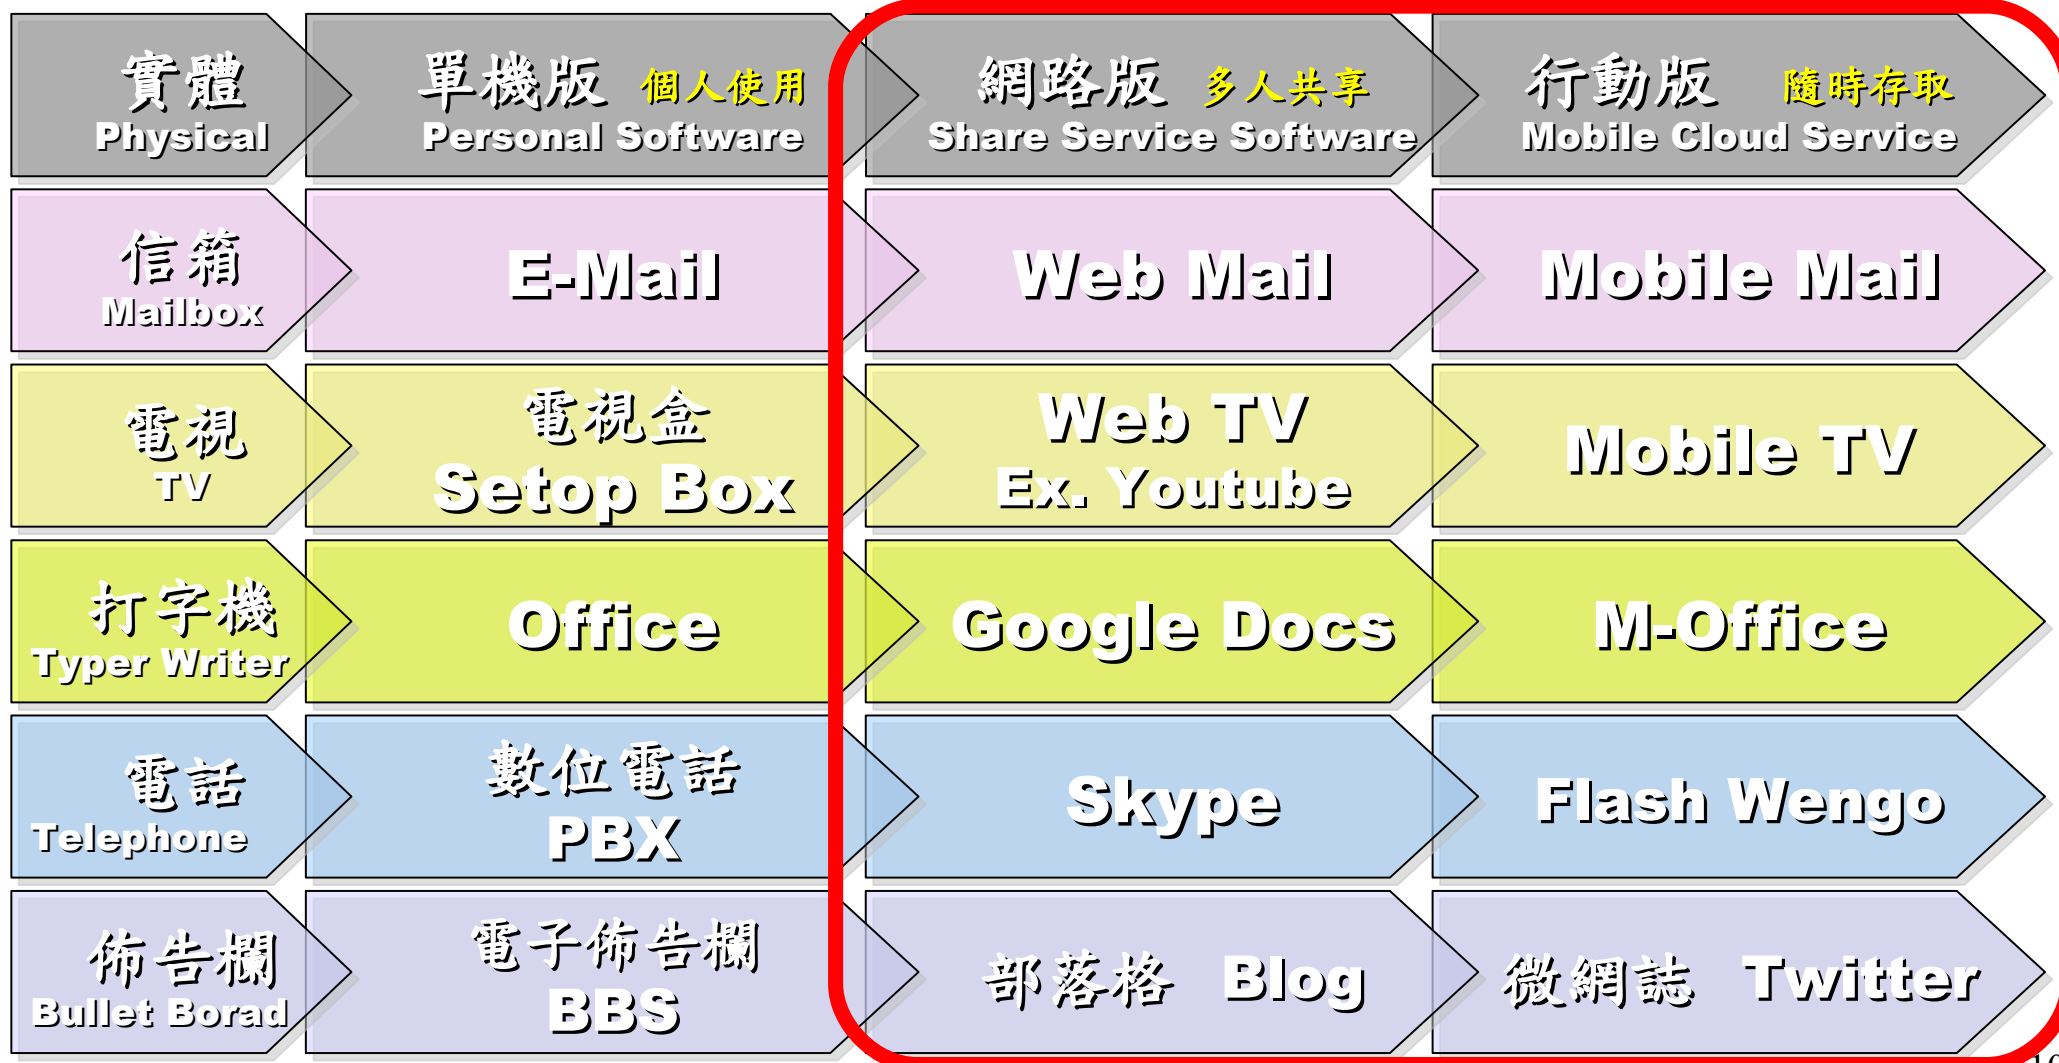 實體
Physical
單機版 個人使用
Personal Software
網路版 多人共享
Share Service Software
行動版 隨時存取
Mobile Cloud Service
信箱
Mailbox
E-Mail
Web Mail
Mobile Mail
電視
TV
電視盒
Setop Box
Web TV
Ex. Youtube
Mobile TV
打字機
Typer Writer
Office
Google Docs
M-Office
電話
Telephone
數位電話
PBX
Skype
Flash Wengo
佈告欄
Bullet Borad
電子佈告欄
BBS
部落格 Blog
微網誌 Twitter